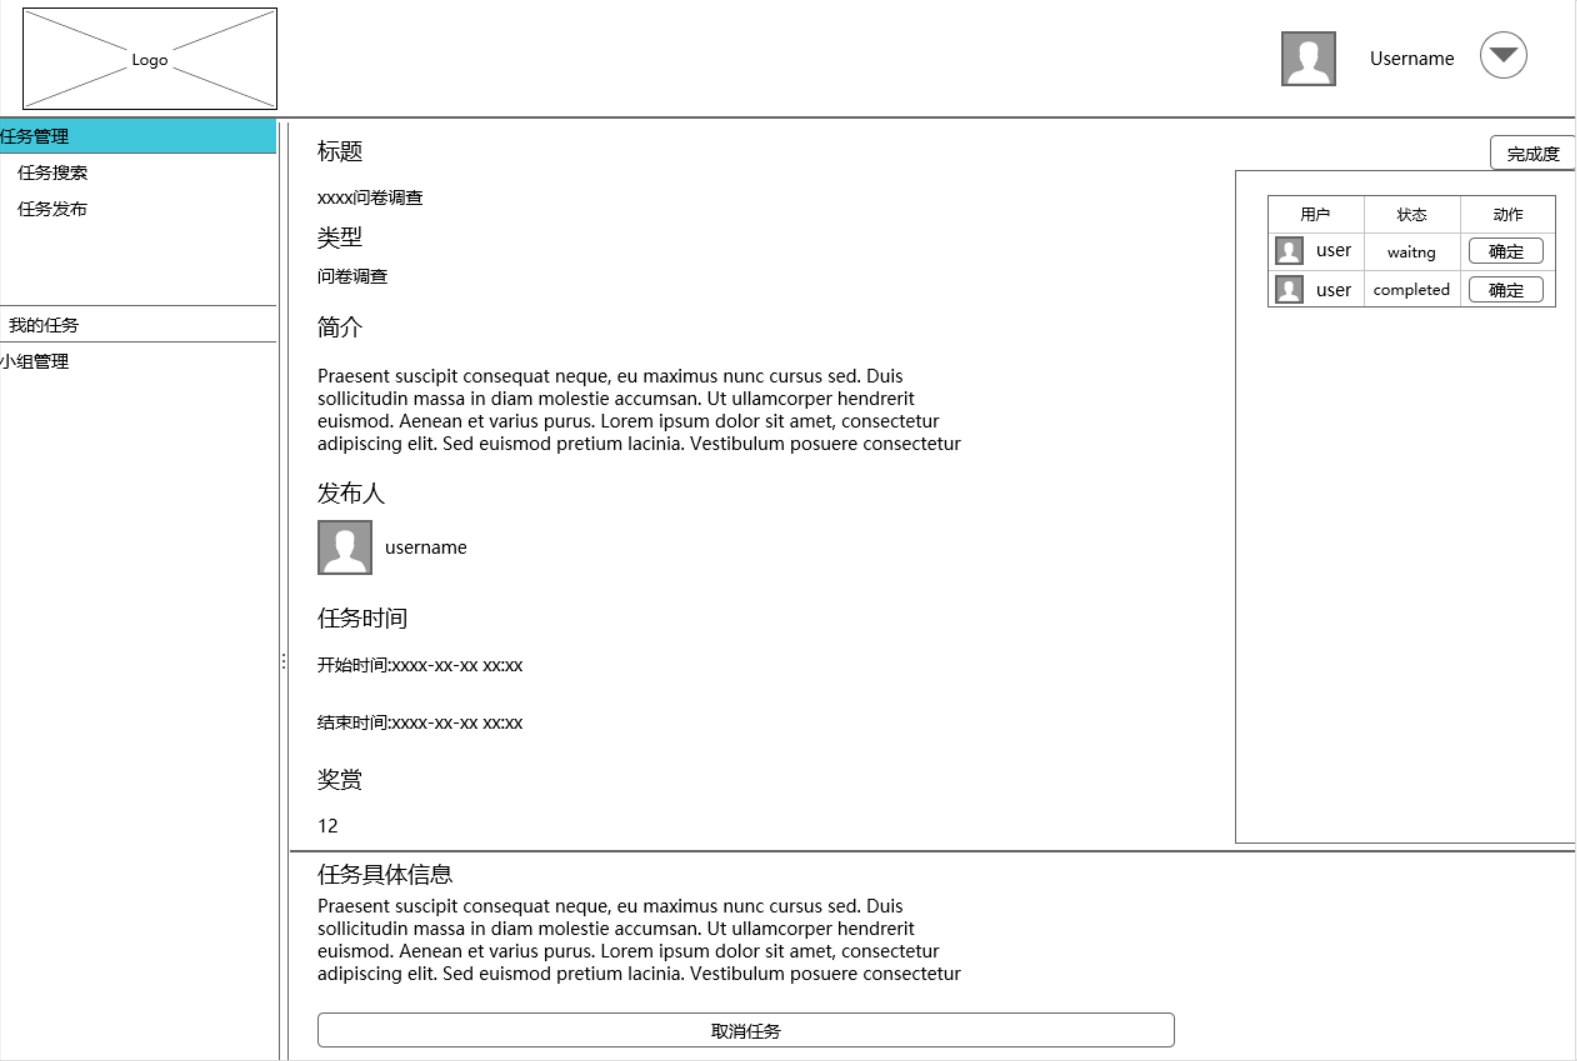 Logo
Username
任务管理
任务搜索
任务发布
我的任务
小组管理
标题
xxxx问卷调查
类型
问卷调查
简介
Praesent suscipit consequat neque, eu maximus nunc cursus sed. Duis
sollicitudin massa in diam molestie accumsan. Ut ullamcorper hendrerit
euismod. Aenean et varius purus. Lorem ipsum dolor sit amet, consectetur
adipiscing elit. Sed euismod pretium lacinia. Vestibulum posuere consectetur
发布人
username
任务时间
开始时间:xxxx-xx-xx xx:xx
结束时间:xxxx-xx-xx xx:xx
奖赏
12
完成度
用户 状态 动作
user waitng 确定
user completed 确定
任务具体信息
Praesent suscipit consequat neque, eu maximus nunc cursus sed. Duis
sollicitudin massa in diam molestie accumsan. Ut ullamcorper hendrerit
euismod. Aenean et varius purus. Lorem ipsum dolor sit amet, consectetur
adipiscing elit. Sed euismod pretium lacinia. Vestibulum posuere consectetur
取消任务